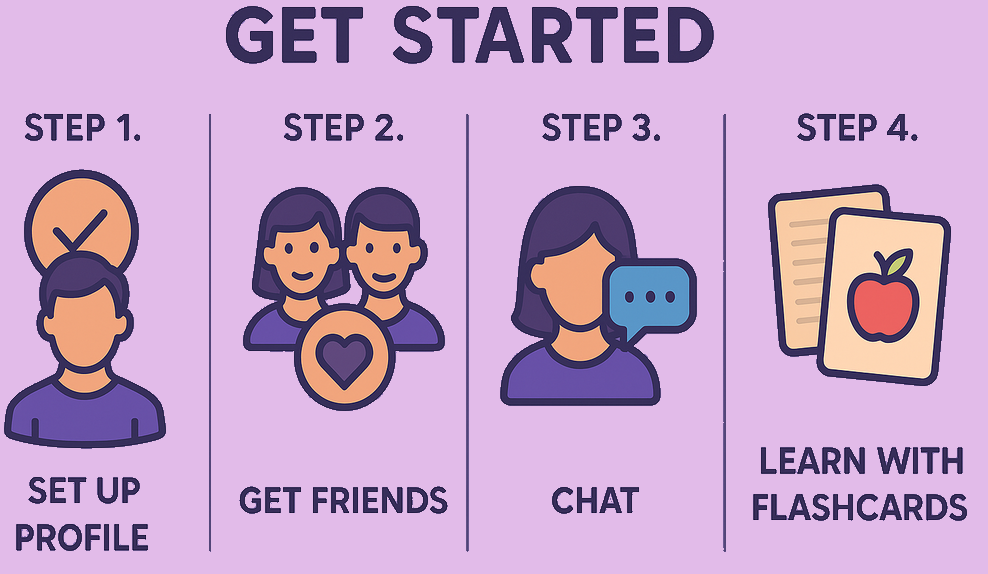 GET STARTED
STEP 1.
SET UP
PROFILE
STEP 2.
GET FRIENDS
STEP 3.
CHAT
STEP 4.
LEARN WITH
FLASHCARDS